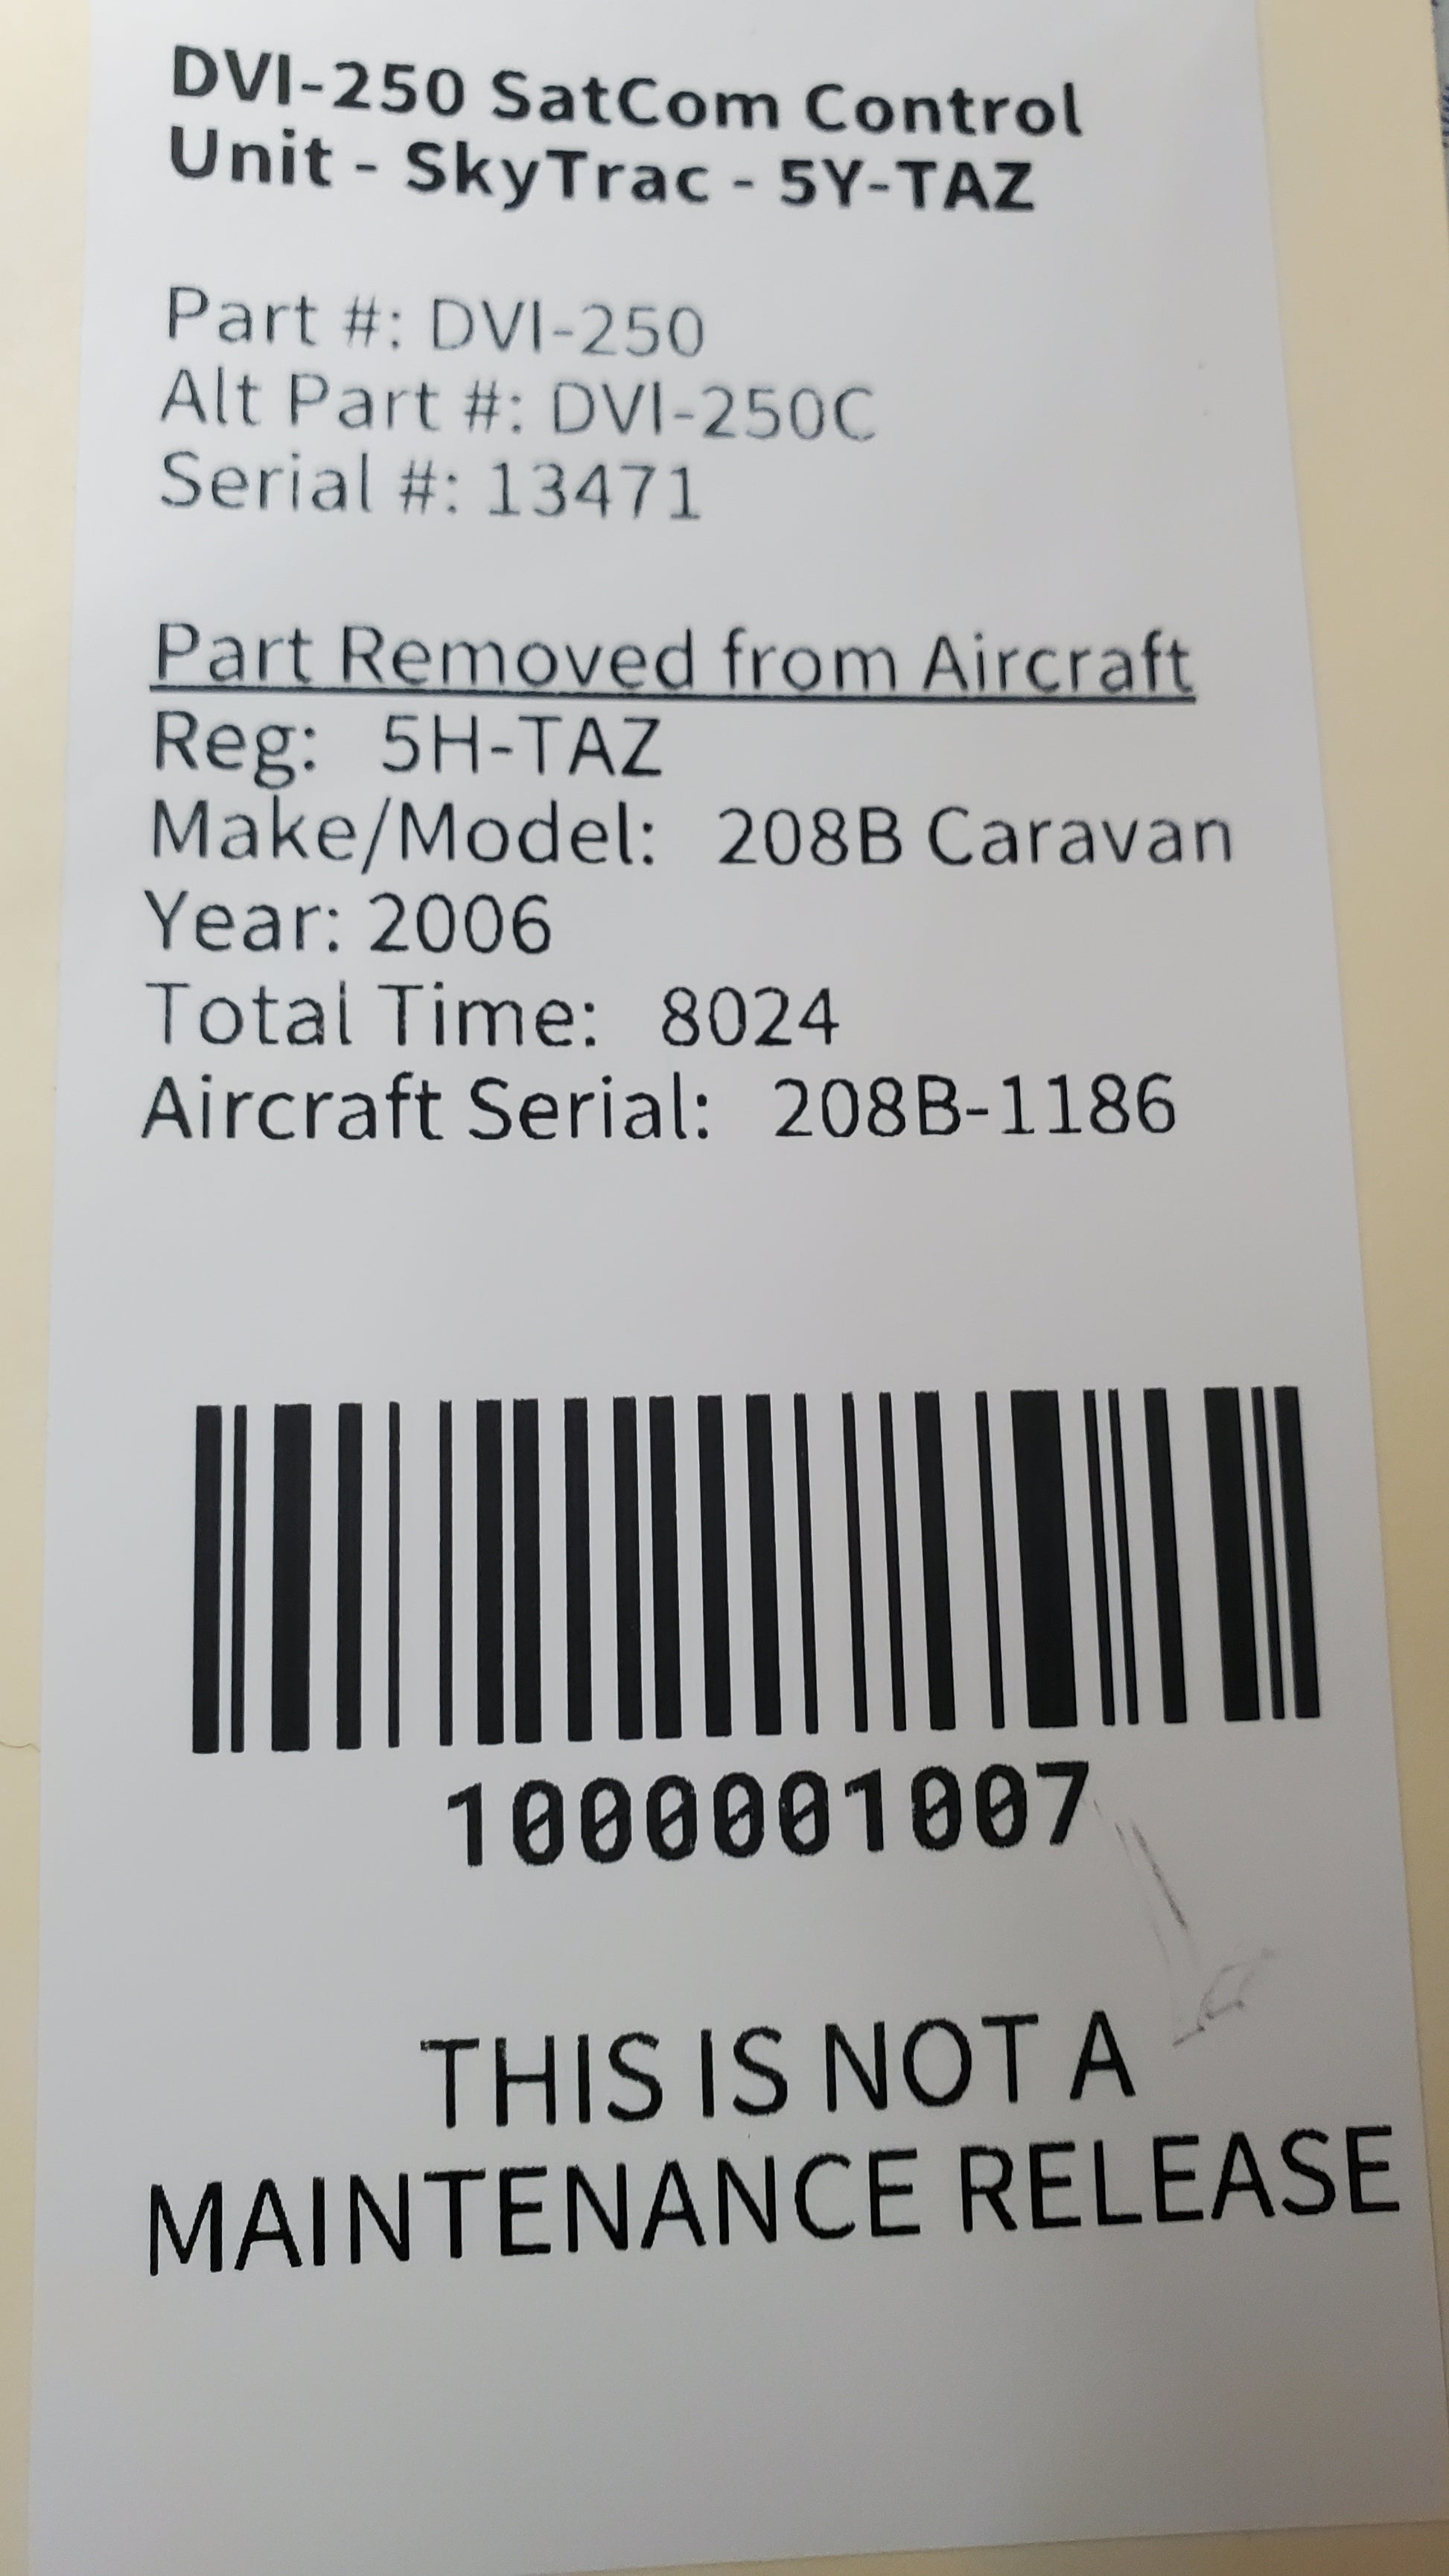 DVI-250 SatCom Control
Unit - SkyTrac - 5Y-TAZ
Part #: DVI-250
Alt Part #: DVI-250C
Serial #: 13471
Part Removed from Aircraft
Reg: 5H-TAZ
Make/Model: 208B Caravan
Year: 2006
Total Time: 8024
Aircraft Serial: 208B-1186
1000001007
THIS IS NOT A
MAINTENANCE RELEASE